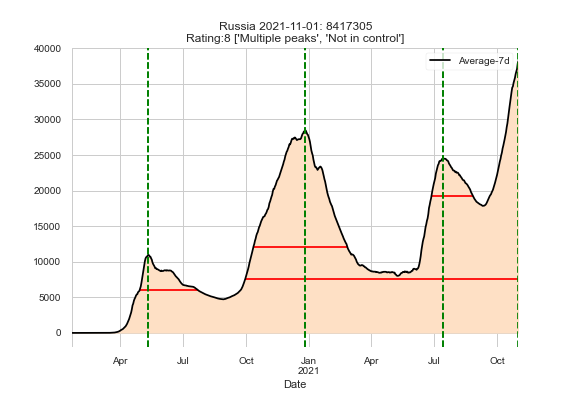 Russia 2021-11-01: 8417305
Rating:8 ['Multiple peaks', 'Not in control']
Average-7d
40000
35000
30000
25000
20000
15000
10000
5000
0
Apr
Jul
Oct
Jan
2021
Apr
Jul
Oct
Date